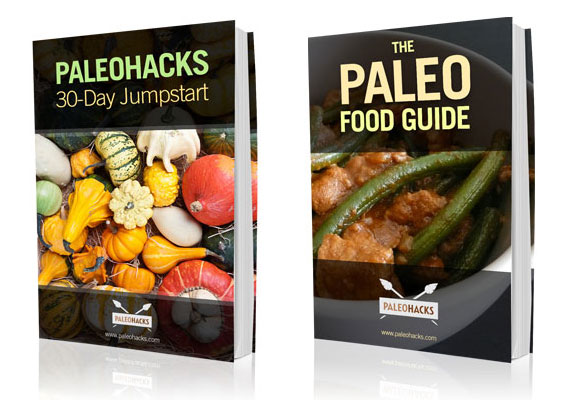 PALEOHACKS
30-Day Jumpstart
PALEOHACKS
www.paleohacks.com
THE
PALEO
FOOD GUIDE
PALEOHACKS
www.paleohacks.com